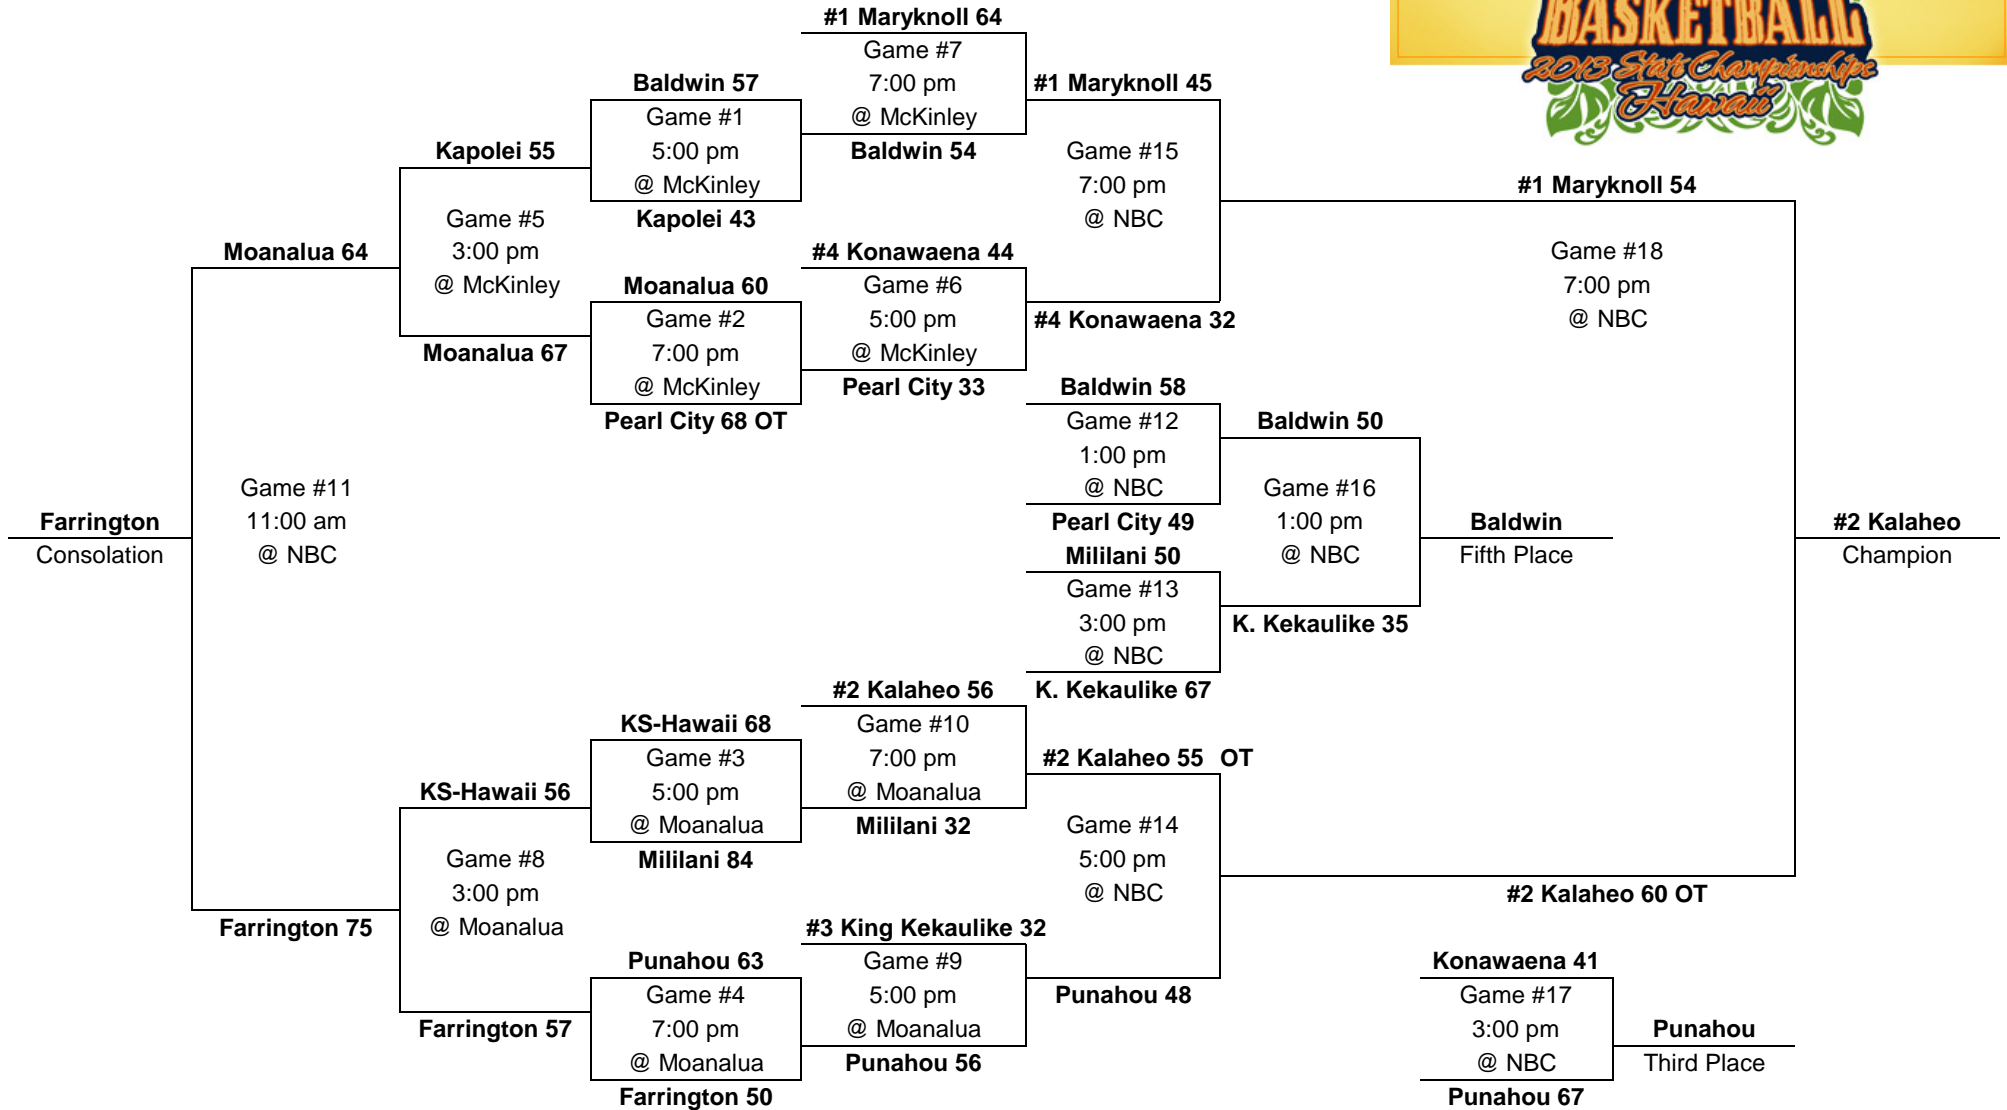 BASKETBALL
2013 State Championships
Hawaii
#1 Maryknoll 64
Game #7
7:00 pm
@ McKinley
Baldwin 54
Baldwin 57
Game #1
5:00 pm
@ McKinley
Kapolei 43
#1 Maryknoll 45
Game #15
7:00 pm
@ NBC
#4 Konawaena 32
Kapolei 55
Game #5
3:00 pm
@ McKinley
Moanalua 67
#1 Maryknoll 54
Game #18
7:00 pm
@ NBC
#2 Kalaheo 60 OT
Moanalua 64
Game #11
11:00 am
@ NBC
Farrington 75
#4 Konawaena 44
Game #6
5:00 pm
@ McKinley
Pearl City 33
Moanalua 60
Game #2
7:00 pm
@ McKinley
Pearl City 68 OT
Baldwin 58
Game #12
1:00 pm
@ NBC
Pearl City 49
Baldwin 50
Game #16
1:00 pm
@ NBC
K. Kekaulike 35
Mililani 50
Game #13
3:00 pm
@ NBC
K. Kekaulike 67
Farrington
Consolation
Baldwin
Fifth Place
#2 Kalaheo
Champion
#2 Kalaheo 56
Game #10
7:00 pm
@ Moanalua
Mililani 32
KS-Hawaii 68
Game #3
5:00 pm
@ Moanalua
Mililani 84
#2 Kalaheo 55 OT
Game #14
5:00 pm
@ NBC
Punahou 48
KS-Hawaii 56
Game #8
3:00 pm
@ Moanalua
Farrington 57
#3 King Kekaulike 32
Game #9
5:00 pm
@ Moanalua
Punahou 56
Punahou 63
Game #4
7:00 pm
@ Moanalua
Farrington 50
Konawaena 41
Game #17
3:00 pm
@ NBC
Punahou 67
Punahou
Third Place